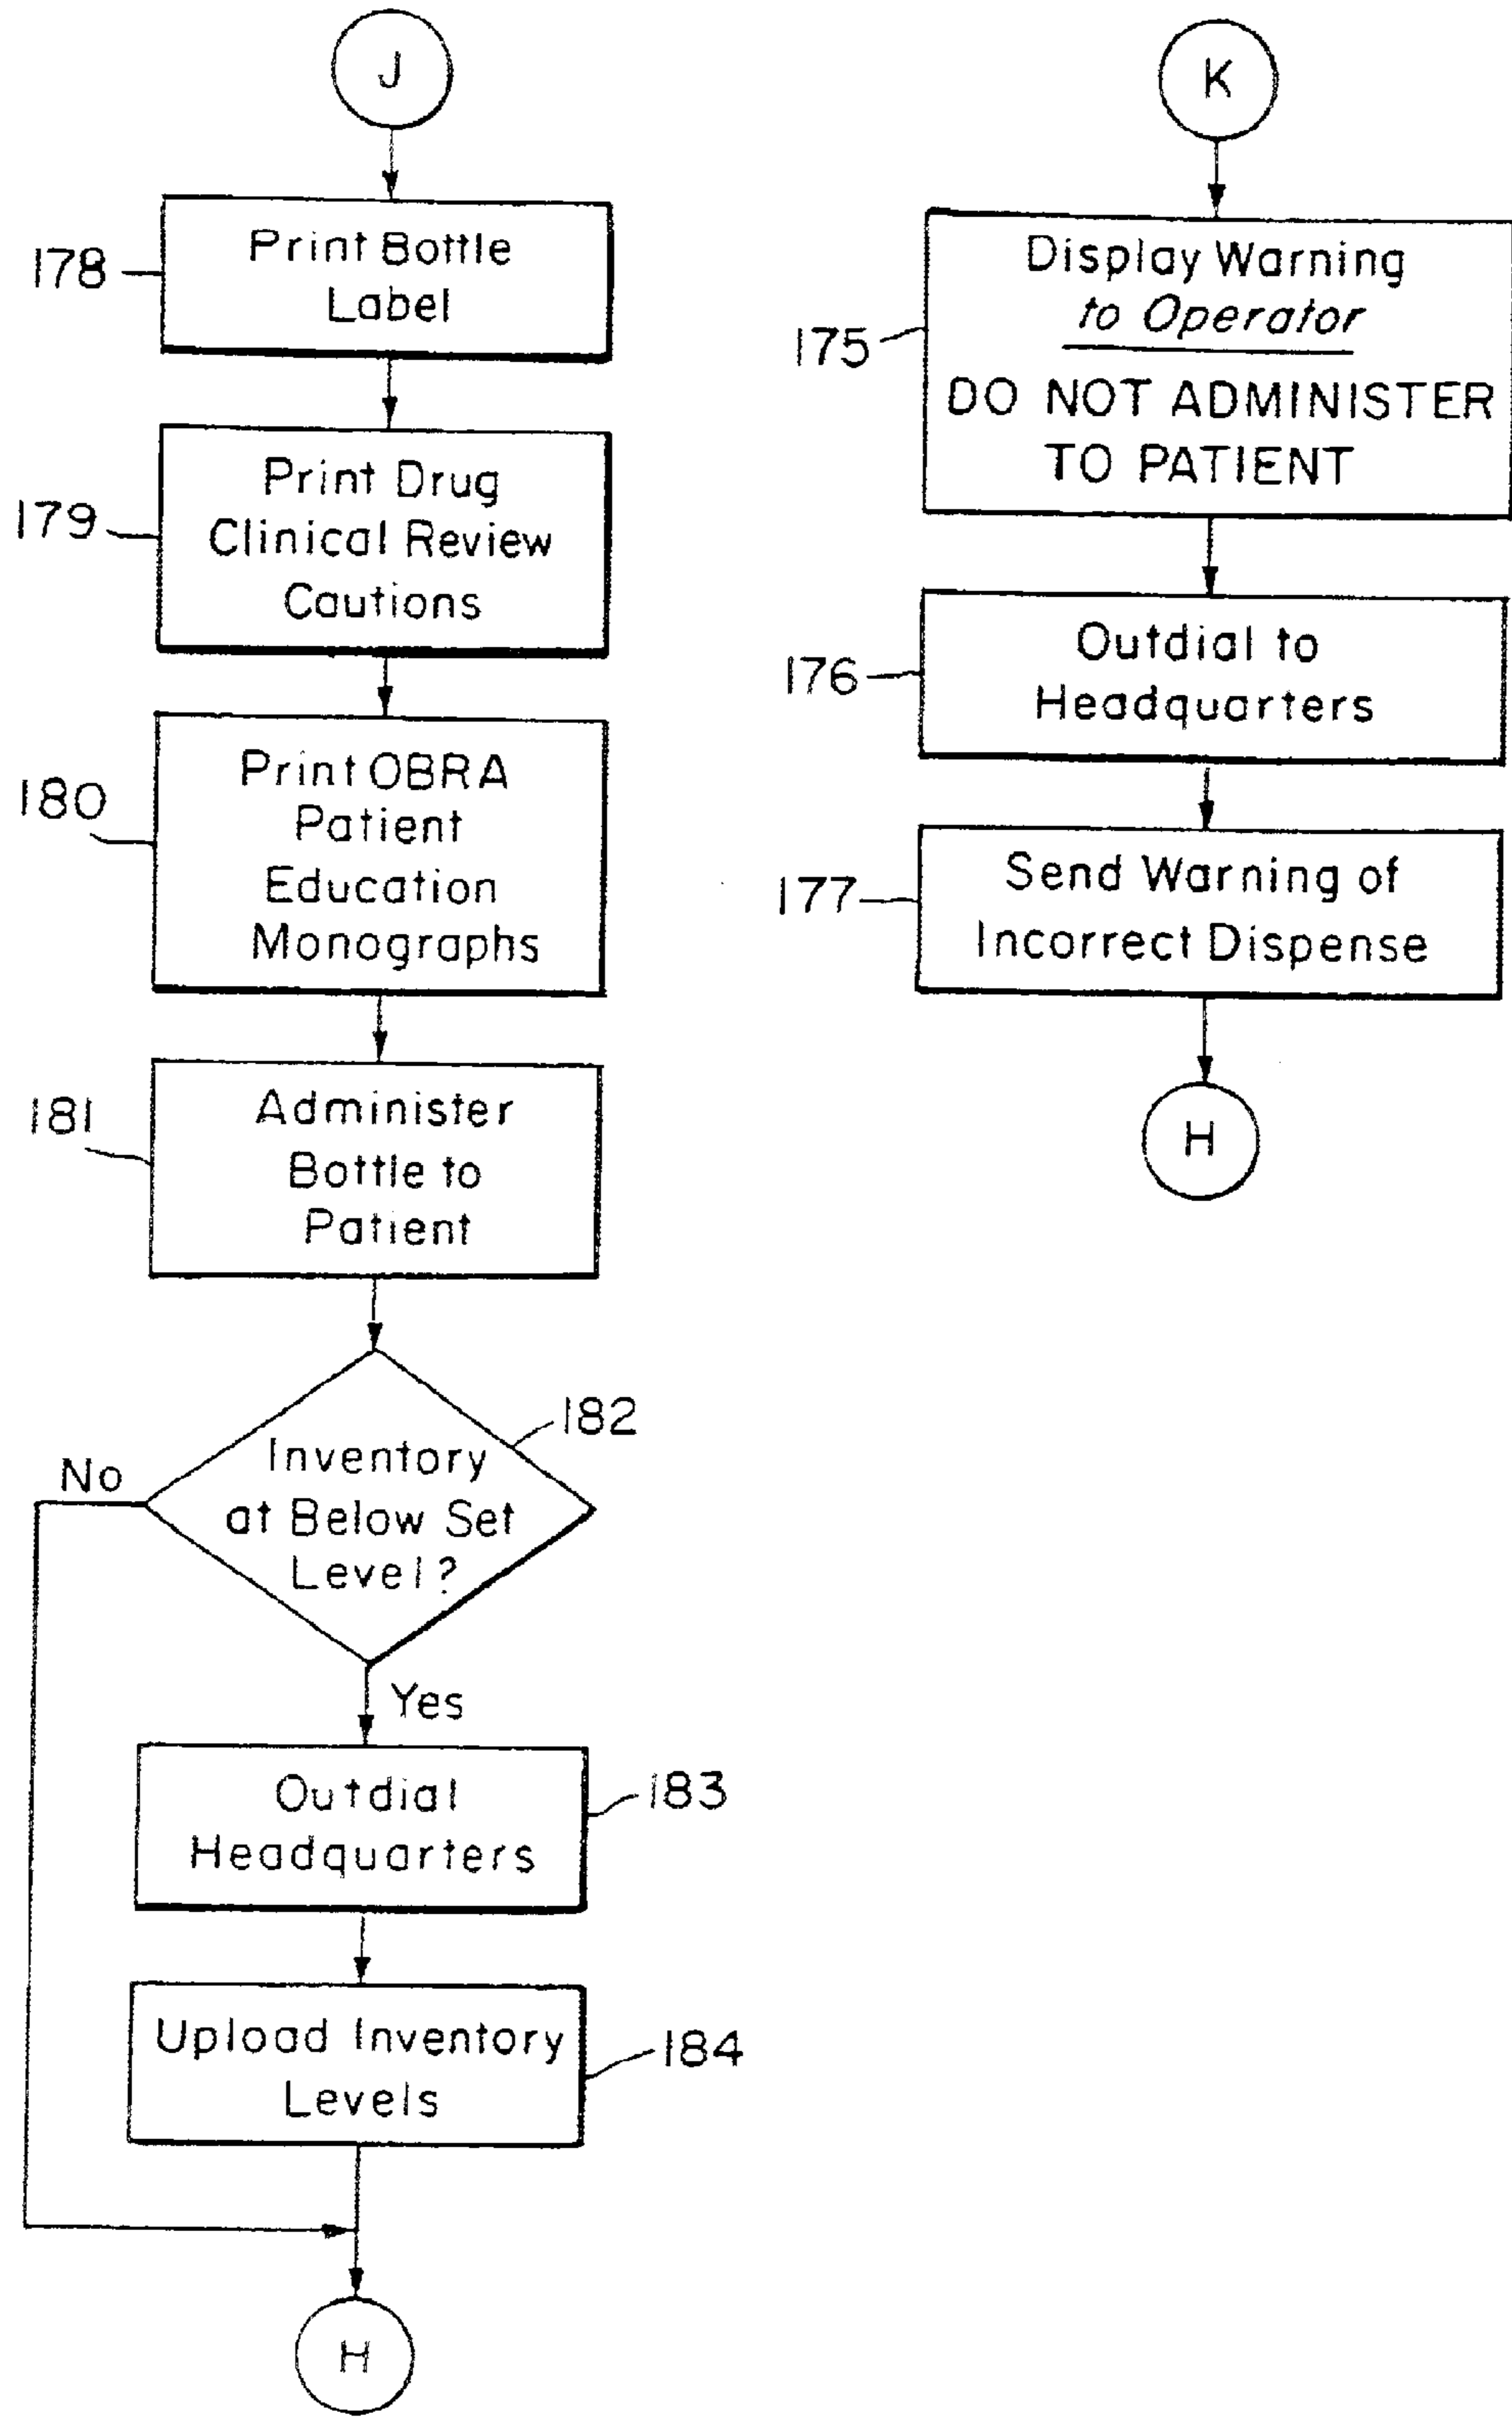 J
178
Print Bottle
Label
179
Print Drug
Clinical Review
Cautions
180
Print OBRA
Patient
Education
Monographs
181
Administer
Bottle to
Patient
182
Inventory
at Below Set
Level?
No
Yes
183
Outdial
Headquarters
184
Upload Inventory
Levels
H
K
175
Display Warning
to Operator
DO NOT ADMINISTER
TO PATIENT
176
Outdial to
Headquarters
177
Send Warning of
Incorrect Dispense
H